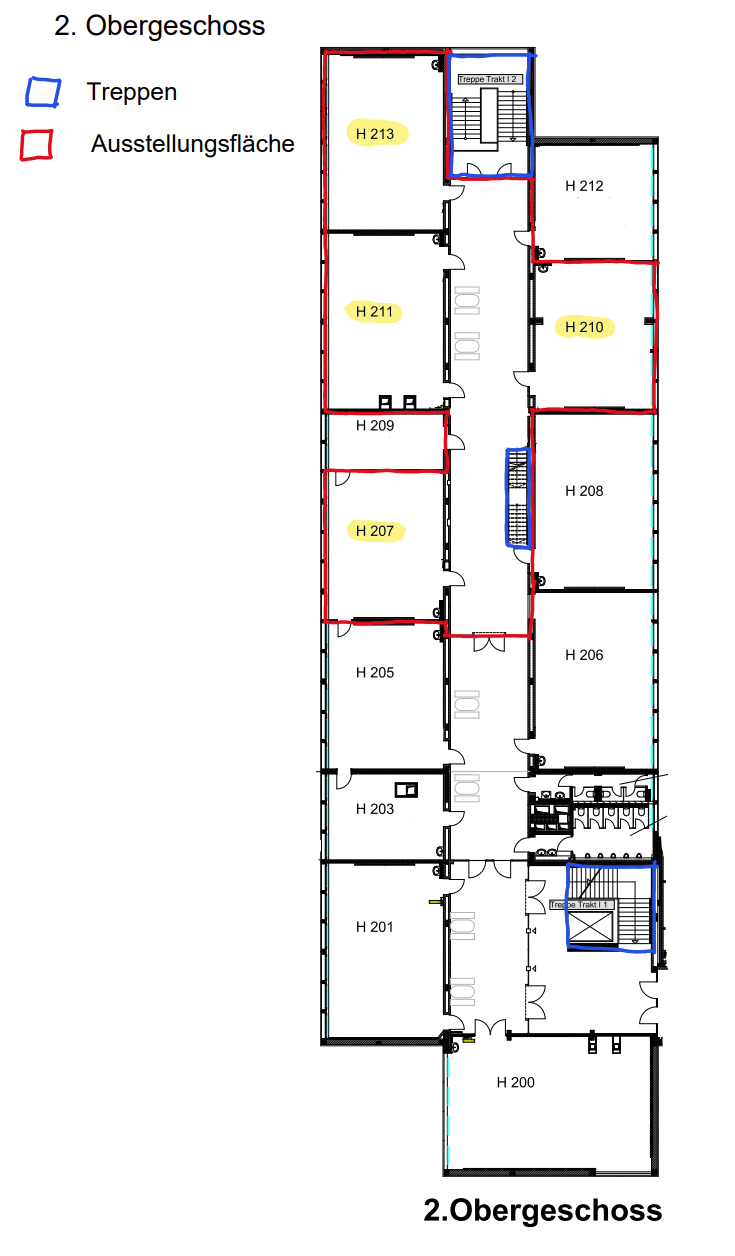 2. Obergeschoss
Treppen
Ausstellungsfläche
Treppe Trakt I 2
H 213
H 212
H 211
H 210
H 209
H 208
H 207
H 206
H 205
H 203
Treppe Trakt I 1
H 201
H 200
2.Obergeschoss